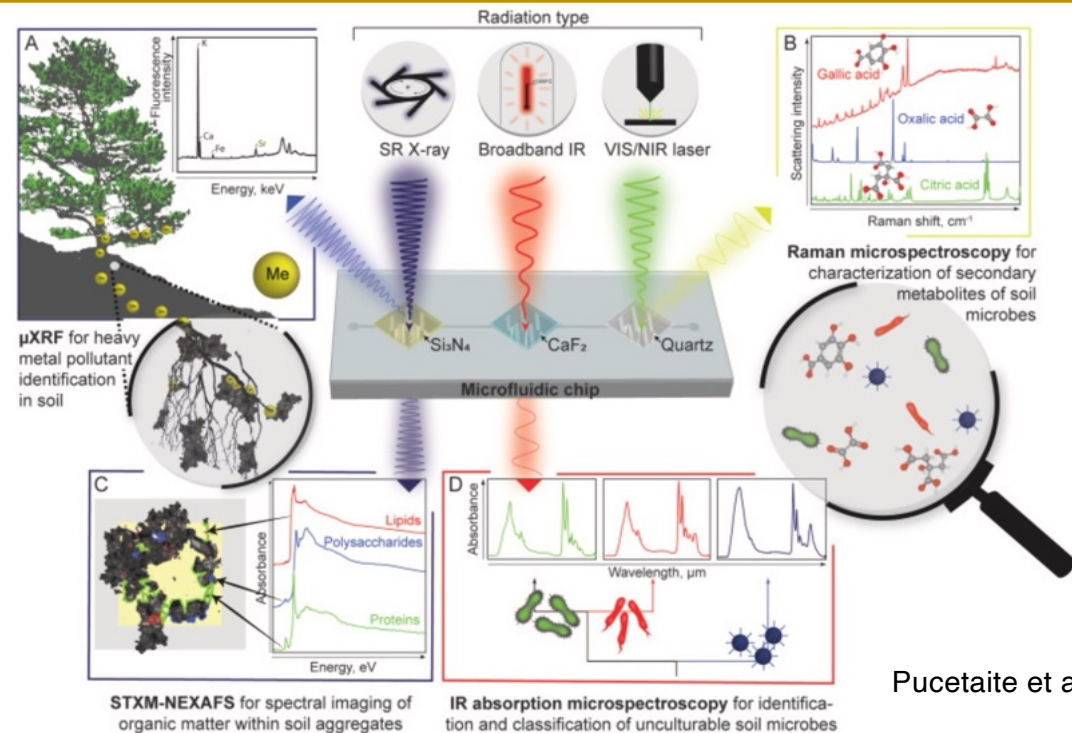 Radiation type
SR X-ray
Broadband IR
VIS/NIR laser
A
Fluorescence
intensity
K
Ca
Fe
Sr
Energy, keV
Me
µXRF for heavy
metal pollutant
identification
in soil
B
Scattering intensity
Gallic acid
Oxalic acid
Citric acid
Raman shift, cm⁻¹
Raman microspectroscopy for
characterization of secondary
metabolites of soil
microbes
Si₃N₄
CaF₂
Quartz
Microfluidic chip
C
Absorbance
Lipids
Polysaccharides
Proteins
Energy, eV
STXM-NEXAFS for spectral imaging of
organic matter within soil aggregates
D
Absorbance
Wavelength, µm
IR absorption microspectroscopy for identifica-
tion and classification of unculturable soil microbes
Pucetaite et a